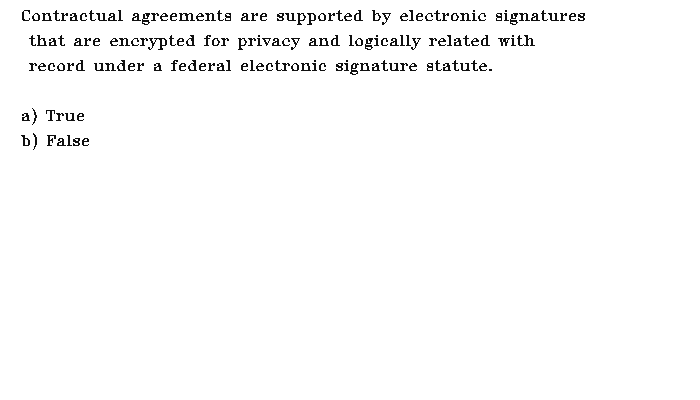 Contractual agreements are supported by electronic signatures
that are encrypted for privacy and logically related with
record under a federal electronic signature statute.
a) True
b) False